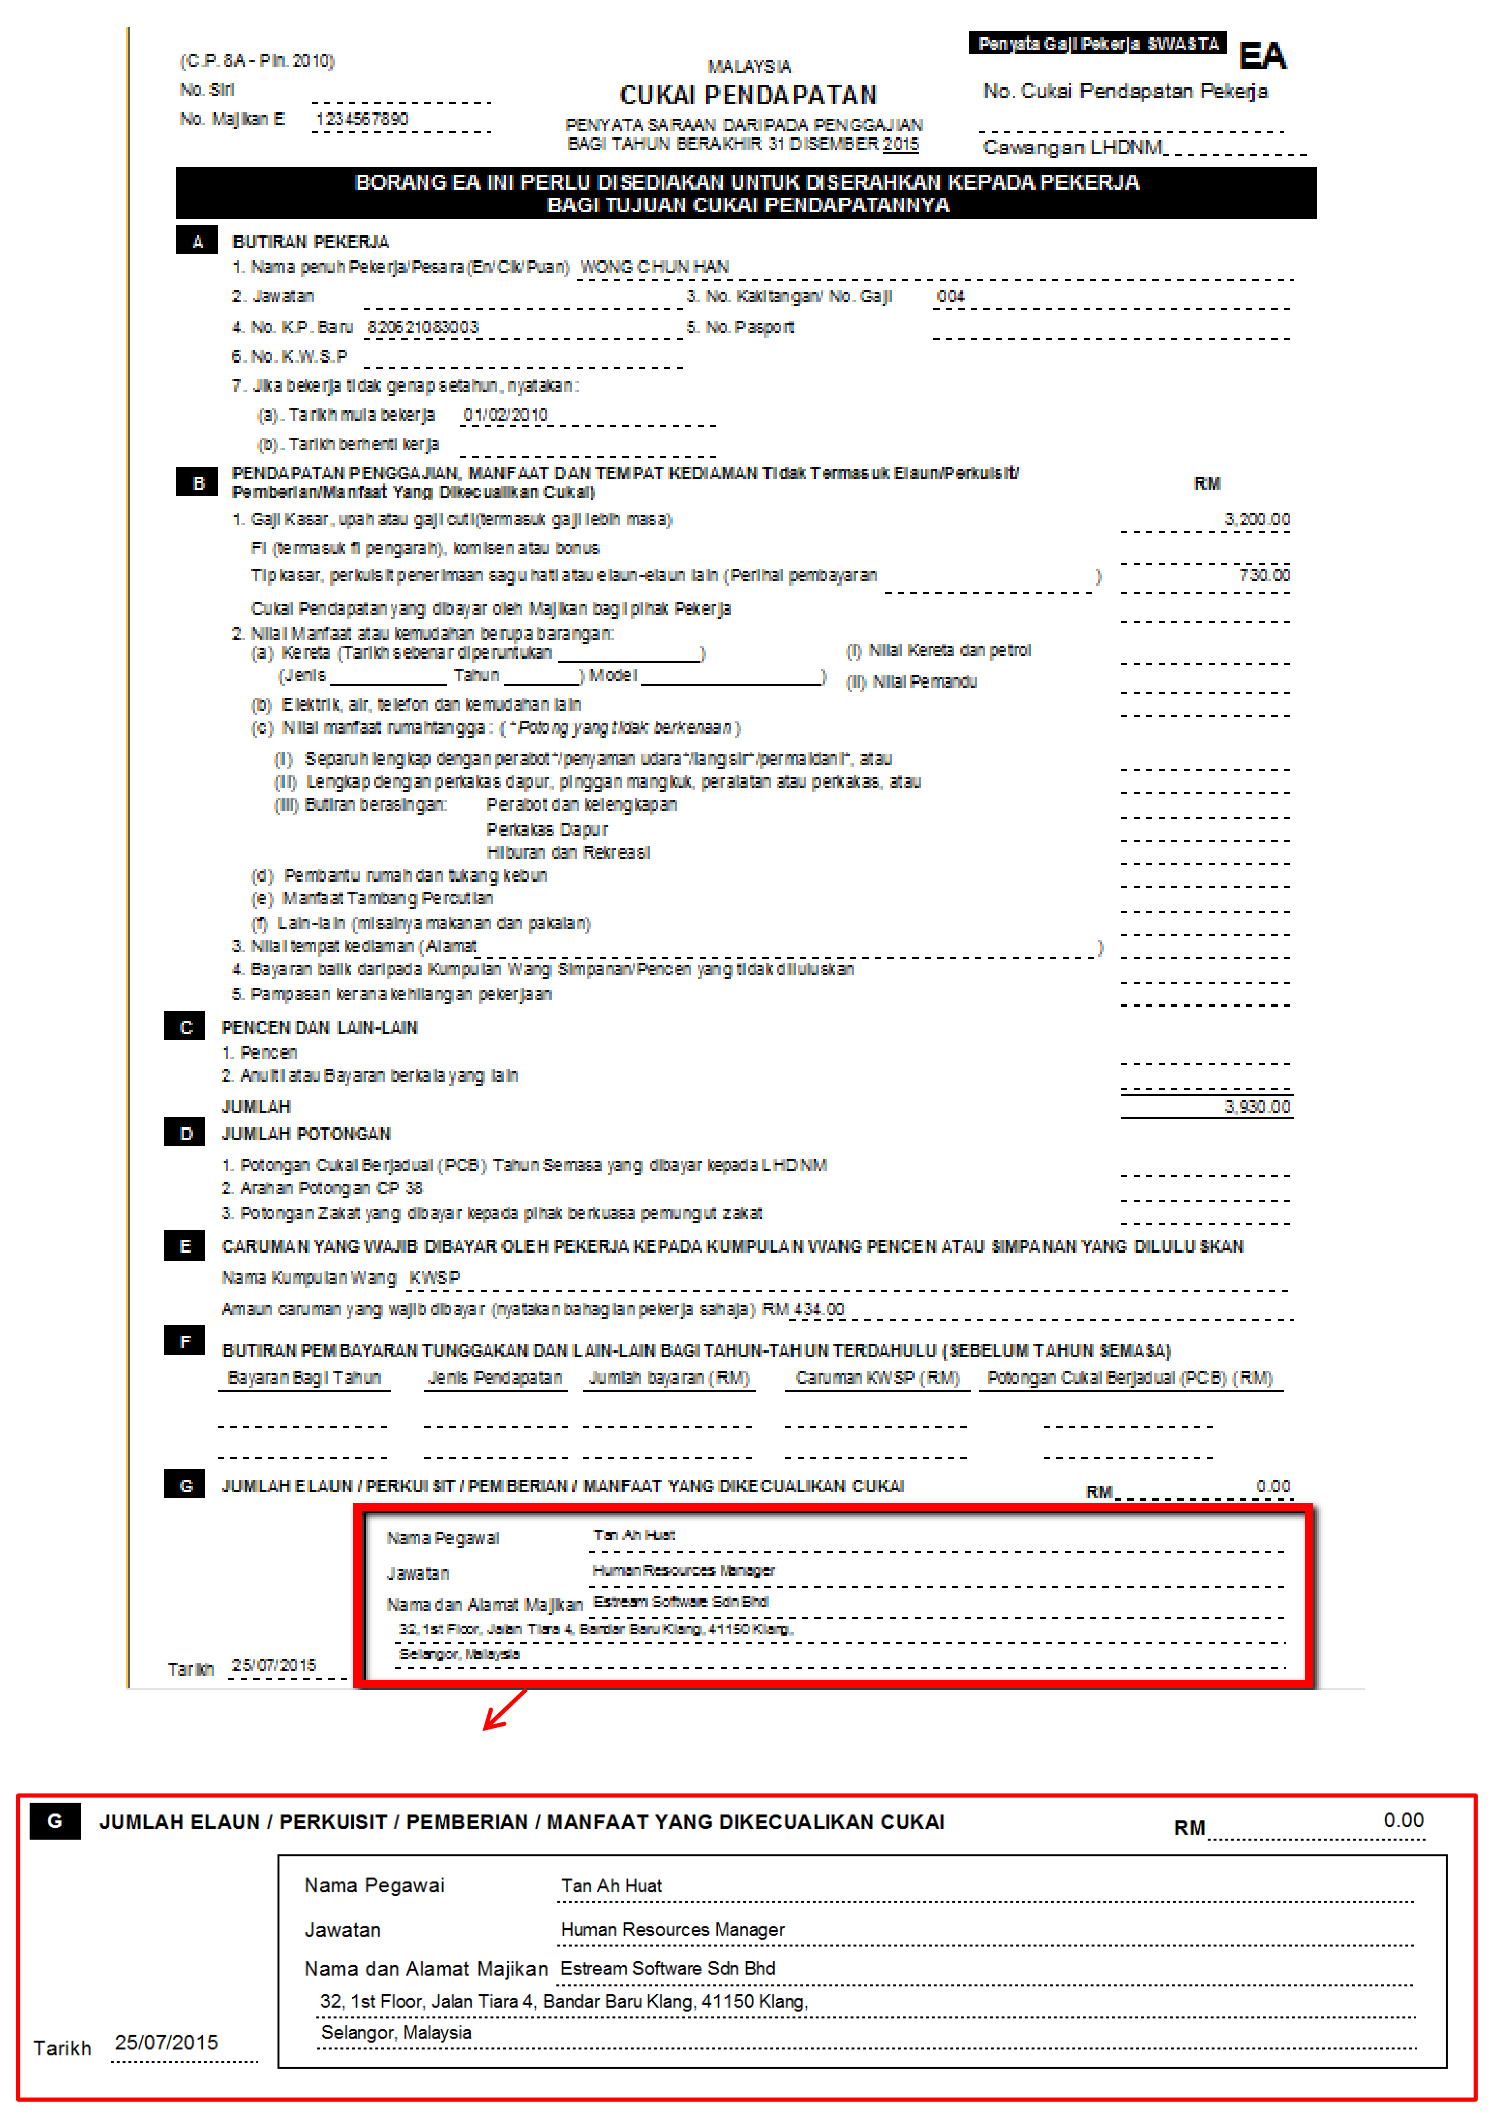 (C.P. 8A - Pin. 2010)
MALAYSIA
Penyata Gaji Pekerja SWASTA EA
No. Siri
CUKAI PENDAPATAN
No. Cukai Pendapatan Pekerja
No. Majikan E 1234567890
PENYATA SARAAN DARIPADA PENGGAJIAN
BAGI TAHUN BERAKHIR 31 DISEMBER 2015
Cawangan LHDNM
BORANG EA INI PERLU DISEDIAKAN UNTUK DISERAHKAN KEPADA PEKERJA
BAGI TUJUAN CUKAI PENDAPATANNYA
A BUTIRAN PEKERJA
1. Nama penuh Pekerja/Pesara (En/Cik/Puan) WONG CHUN HAN
2. Jawatan 3. No. Kakitangan/ No. Gaji 004
4. No. K.P. Baru 820621083003 5. No. Pasport
6. No. K.W.S.P
7. Jika bekerja tidak genap setahun, nyatakan :
(a). Tarikh mula bekerja 01/02/2010
(b). Tarikh berhenti kerja
B PENDAPATAN PENGGAJIAN, MANFAAT DAN TEMPAT KEDIAMAN Tidak Termasuk Elaun/Perkuisit/
Pemberian/Manfaat Yang Dikecualikan Cukai) RM
1. Gaji Kasar, upah atau gaji cuti(termasuk gaji lebih masa) 3,200.00
Fi (termasuk fi pengarah), komisen atau bonus
Tip kasar, perkuisit penerimaan sagu hati atau elaun-elaun lain (Perihal pembayaran ) 730.00
Cukai Pendapatan yang dibayar oleh Majikan bagi pihak Pekerja
2. Nilai Manfaat atau kemudahan berupa barangan:
(a) Kereta (Tarikh sebenar diperuntukan ) (i) Nilai Kereta dan petrol
(Jenis Tahun ) Model ) (ii) Nilai Pemandu
(b) Elektrik, air, telefon dan kemudahan lain
(c) Nilai manfaat rumahtangga : ( *Potong yang tidak berkenaan )
(i) Separuh lengkap dengan perabot*/penyaman udara*/langsir*/permaidani*, atau
(ii) Lengkap dengan perkakas dapur, pinggan mangkuk, peralatan atau perkakas, atau
(iii) Butiran berasingan: Perabot dan kelengkapan
Perkakas Dapur
Hiburan dan Rekreasi
(d) Pembantu rumah dan tukang kebun
(e) Manfaat Tambang Percutian
(f) Lain-lain (misalnya makanan dan pakaian)
3. Nilai tempat kediaman (Alamat )
4. Bayaran balik daripada Kumpulan Wang Simpanan/Pencen yang tidak diluluskan
5. Pampasan kerana kehilangan pekerjaan
C PENCEN DAN LAIN-LAIN
1. Pencen
2. Anuiti atau Bayaran berkala yang lain
JUMLAH 3,930.00
D JUMLAH POTONGAN
1. Potongan Cukai Berjadual (PCB) Tahun Semasa yang dibayar kepada LHDNM
2. Arahan Potongan CP 38
3. Potongan Zakat yang dibayar kepada pihak berkuasa pemungut zakat
E CARUMAN YANG WAJIB DIBAYAR OLEH PEKERJA KEPADA KUMPULAN WANG PENCEN ATAU SIMPANAN YANG DILULUSKAN
Nama Kumpulan Wang KWSP
Amaun caruman yang wajib dibayar (nyatakan bahagian pekerja sahaja) RM 434.00
F BUTIRAN PEMBAYARAN TUNGGAKAN DAN LAIN-LAIN BAGI TAHUN-TAHUN TERDAHULU (SEBELUM TAHUN SEMASA)
Bayaran Bagi Tahun Jenis Pendapatan Jumlah bayaran (RM) Caruman KWSP (RM) Potongan Cukai Berjadual (PCB) (RM)
G JUMLAH ELAUN / PERKUISIT / PEMBERIAN / MANFAAT YANG DIKECUALIKAN CUKAI RM 0.00
Nama Pegawai Tan Ah Huat
Jawatan Human Resources Manager
Nama dan Alamat Majikan Estream Software Sdn Bhd
32, 1st Floor, Jalan Tiara 4, Bandar Baru Klang, 41150 Klang,
Selangor, Malaysia
Tarikh 25/07/2015
G JUMLAH ELAUN / PERKUISIT / PEMBERIAN / MANFAAT YANG DIKECUALIKAN CUKAI RM 0.00
Nama Pegawai Tan Ah Huat
Jawatan Human Resources Manager
Nama dan Alamat Majikan Estream Software Sdn Bhd
32, 1st Floor, Jalan Tiara 4, Bandar Baru Klang, 41150 Klang,
Selangor, Malaysia
Tarikh 25/07/2015